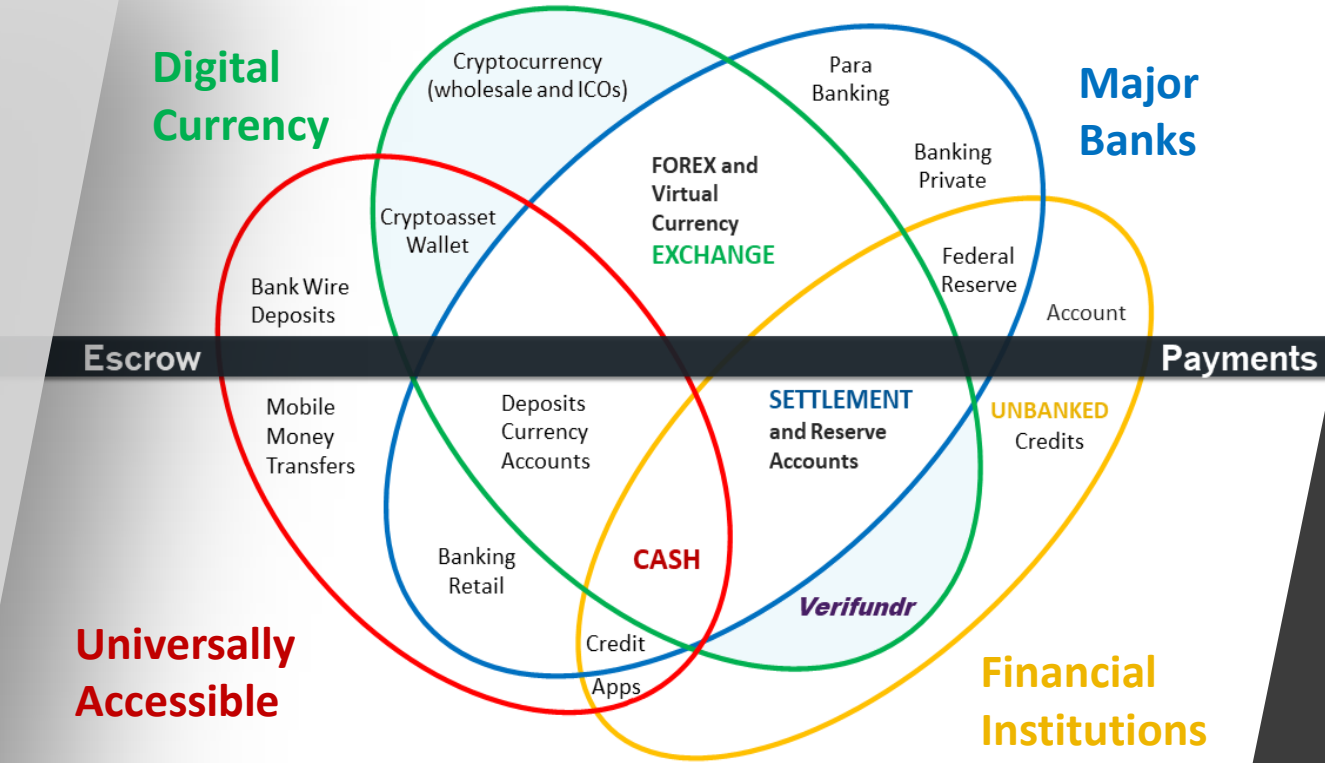 Digital
Currency
Cryptocurrency
(wholesale and ICOs)
Para
Banking
Major
Banks
Banking
Private
FOREX and
Virtual
Currency
EXCHANGE
Cryptoasset
Wallet
Federal
Reserve
Bank Wire
Deposits
Account
Escrow
Payments
Mobile
Money
Transfers
Deposits
Currency
Accounts
SETTLEMENT
and Reserve
Accounts
UNBANKED
Credits
Banking
Retail
CASH
Verifundr
Credit
Apps
Universally
Accessible
Financial
Institutions